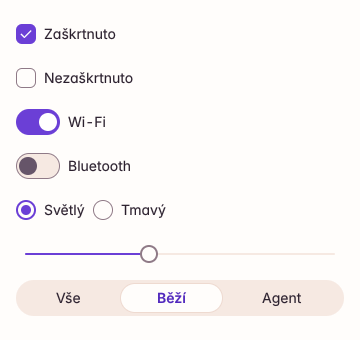 Zaškrtnuto
Nezaškrtnuto
Wi-Fi
Bluetooth
Světlý Tmavý
Vše Běží Agent